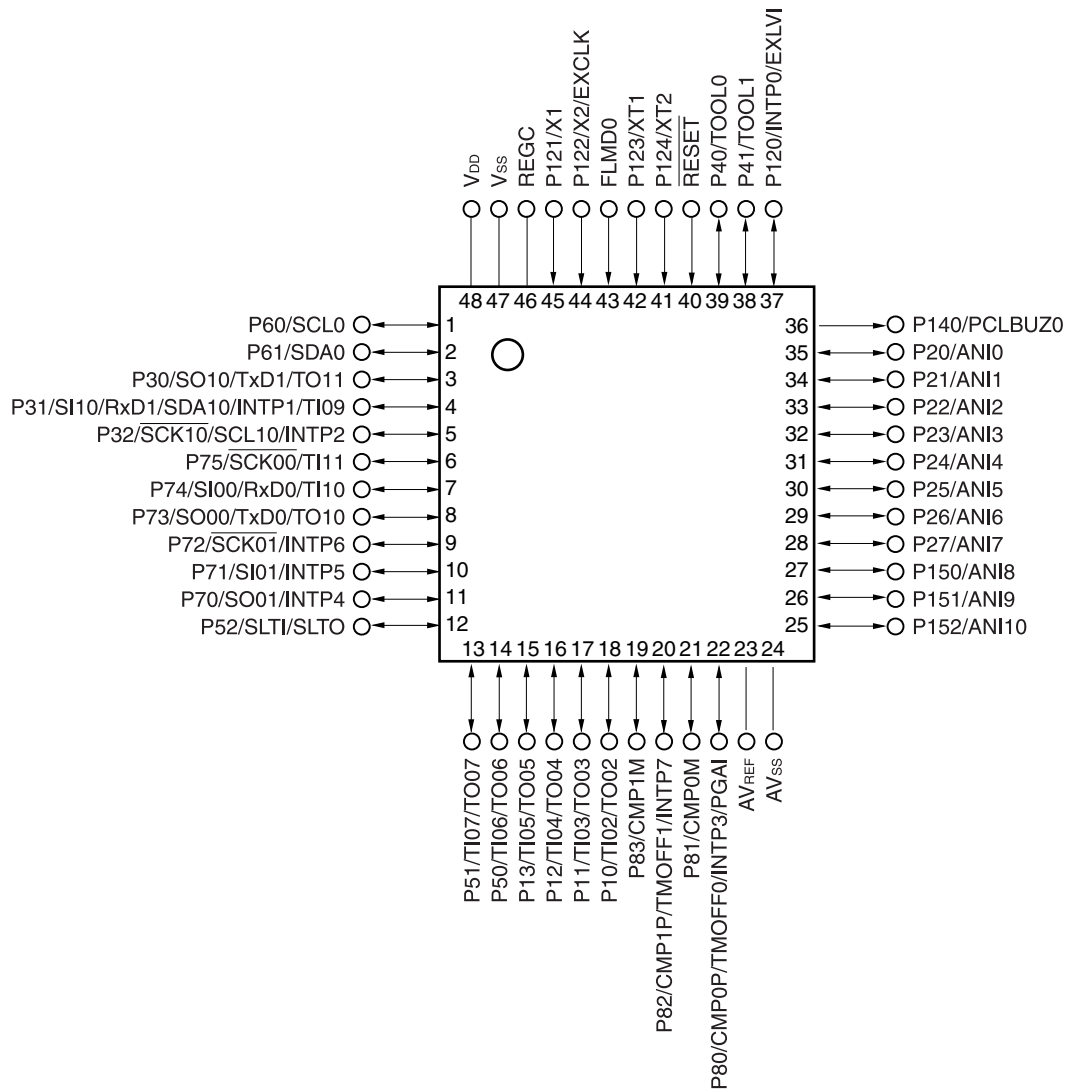 VDD
VSS
REGC
P121/X1
P122/X2/EXCLK
FLMD0
P123/XT1
P124/XT2
RESET
P40/TOOL0
P41/TOOL1
P120/INTP0/EXLVI
48 47 46 45 44 43 42 41 40 39 38 37
P60/SCL0 1
P61/SDA0 2
P30/SO10/TxD1/TO11 3
P31/SI10/RxD1/SDA10/INTP1/TI09 4
P32/SCK10/SCL10/INTP2 5
P75/SCK00/TI11 6
P74/SI00/RxD0/TI10 7
P73/SO00/TxD0/TO10 8
P72/SCK01/INTP6 9
P71/SI01/INTP5 10
P70/SO01/INTP4 11
P52/SLTI/SLTO 12
36 P140/PCLBUZ0
35 P20/ANI0
34 P21/ANI1
33 P22/ANI2
32 P23/ANI3
31 P24/ANI4
30 P25/ANI5
29 P26/ANI6
28 P27/ANI7
27 P150/ANI8
26 P151/ANI9
25 P152/ANI10
13 14 15 16 17 18 19 20 21 22 23 24
P51/TI07/TO07
P50/TI06/TO06
P13/TI05/TO05
P12/TI04/TO04
P11/TI03/TO03
P10/TI02/TO02
P83/CMP1M
P82/CMP1P/TMOFF1/INTP7
P81/CMP0M
P80/CMP0P/TMOFF0/INTP3/PGAI
AVREF
AVSS